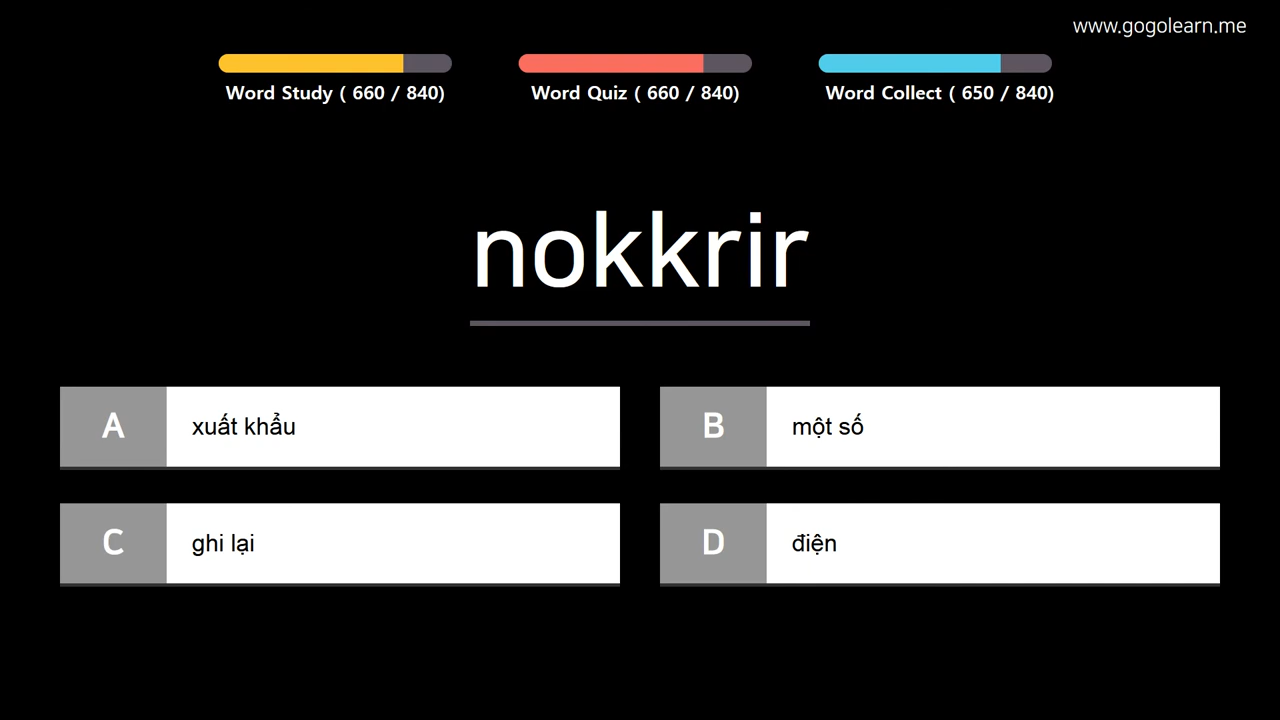 www.gogolearn.me
Word Study ( 660 / 840)
Word Quiz ( 660 / 840)
Word Collect ( 650 / 840)
nokkrir
A xuất khẩu
B một số
C ghi lại
D điện